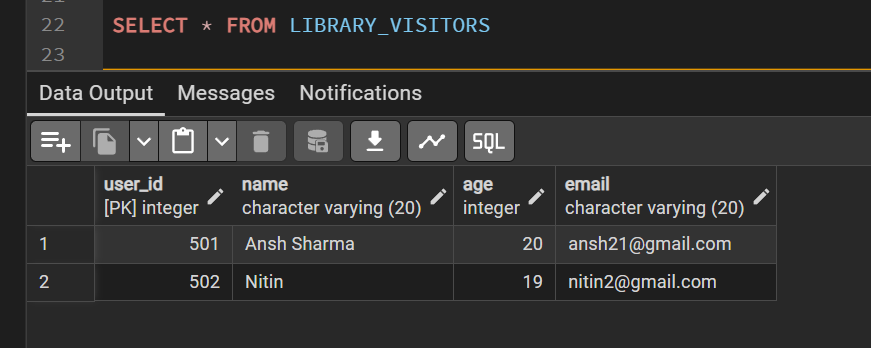 22 SELECT * FROM LIBRARY_VISITORS
23
Data Output Messages Notifications
SQL
user_id name age email
[PK] integer character varying (20) integer character varying (20)
1 501 Ansh Sharma 20 ansh21@gmail.com
2 502 Nitin 19 nitin2@gmail.com